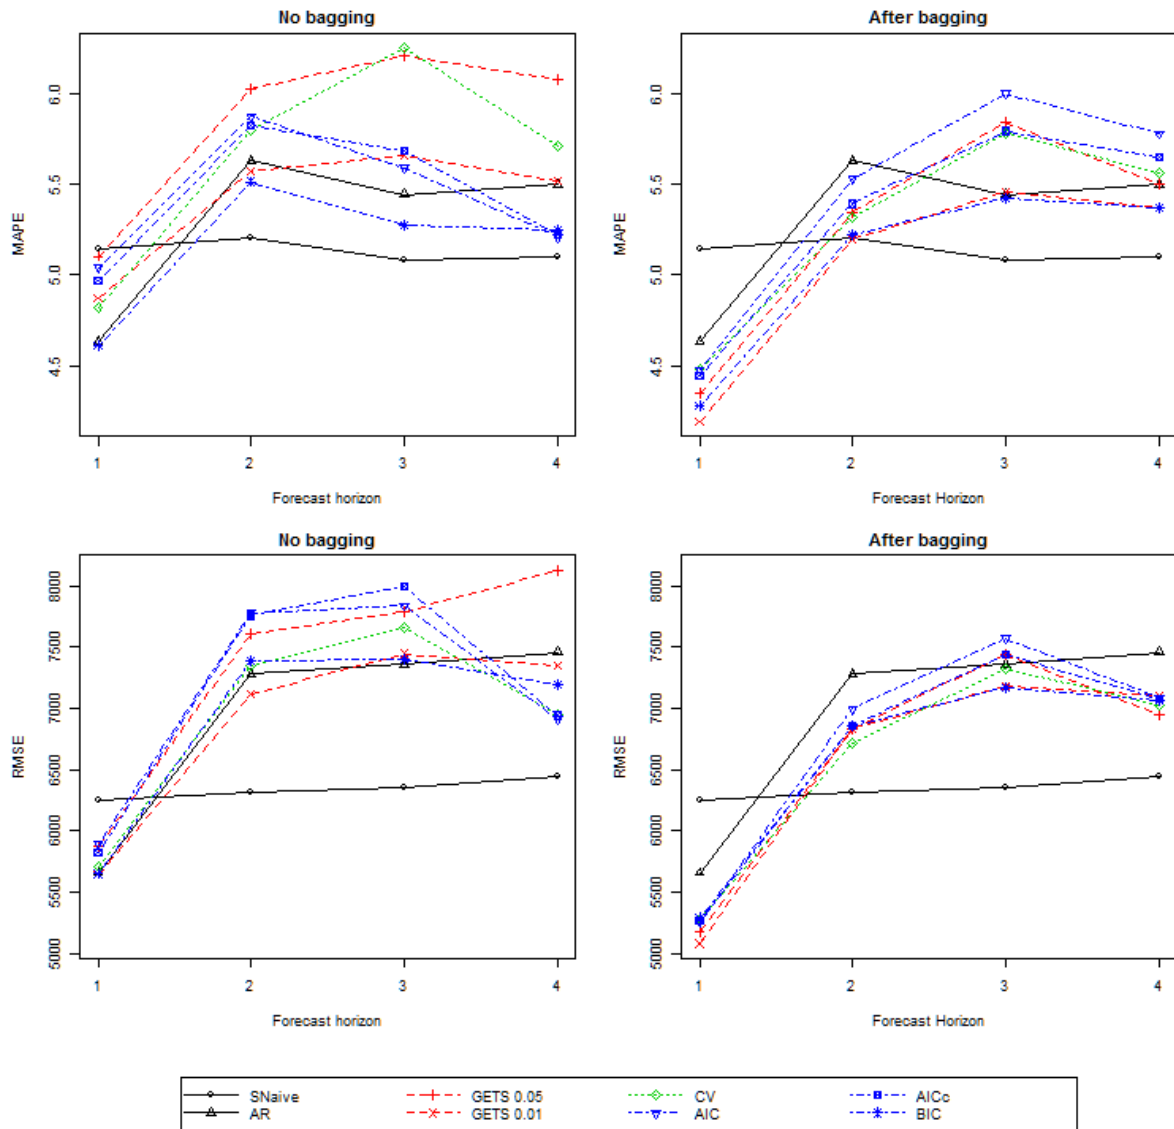 No bagging
MAPE
6.0
5.5
5.0
4.5
1 2 3 4
Forecast horizon
After bagging
MAPE
6.0
5.5
5.0
4.5
1 2 3 4
Forecast Horizon
No bagging
RMSE
8000
7500
7000
6500
6000
5500
5000
1 2 3 4
Forecast horizon
After bagging
RMSE
8000
7500
7000
6500
6000
5500
5000
1 2 3 4
Forecast Horizon
SNaive GETS 0.05 CV AICc
AR GETS 0.01 AIC BIC